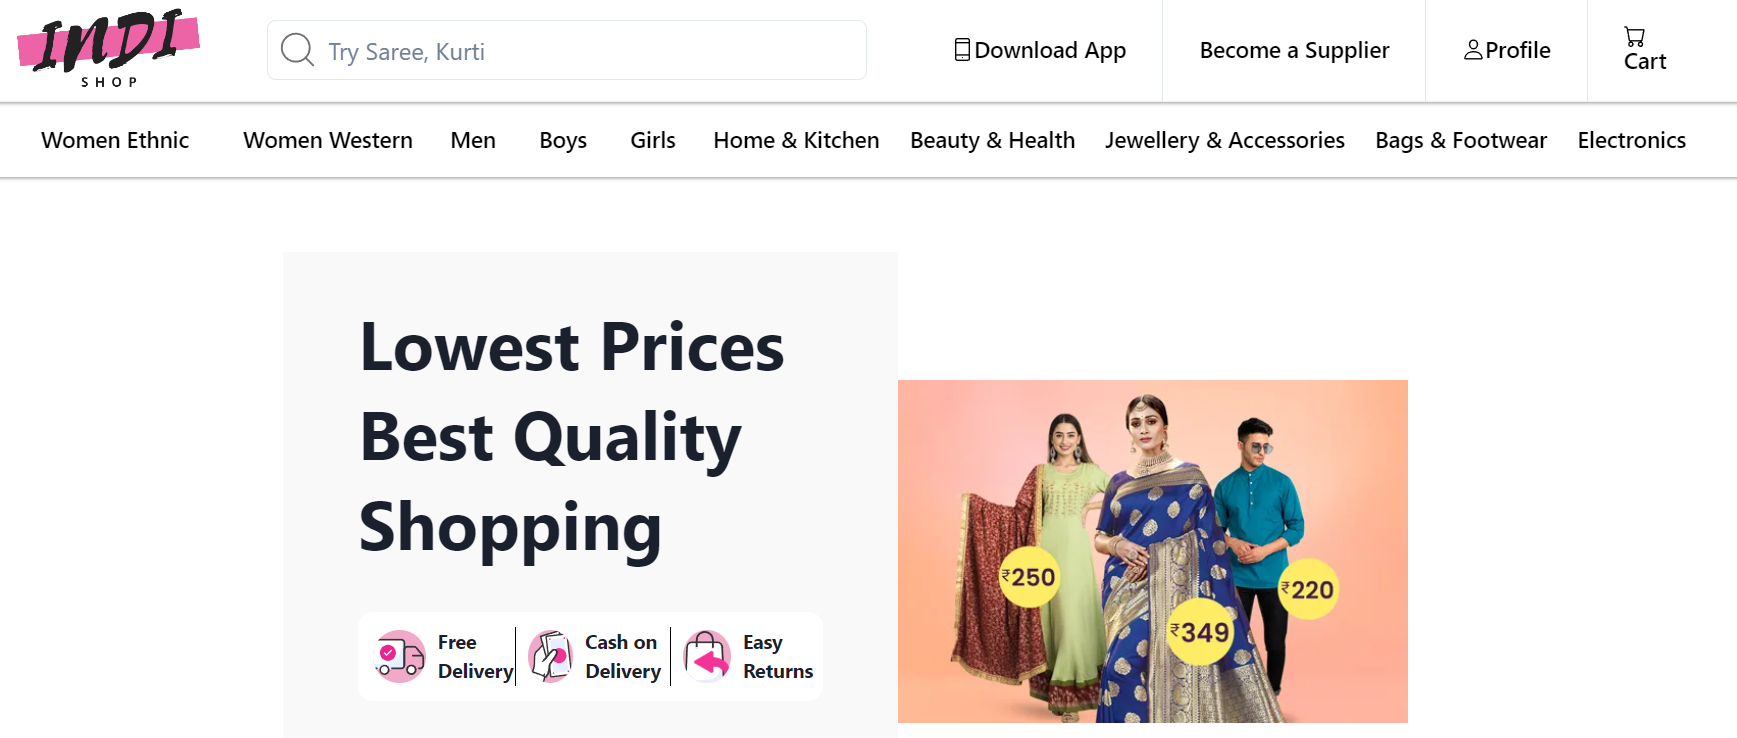 INDI
SHOP
Try Saree, Kurti
Download App
Become a Supplier
Profile
Cart
Women Ethnic
Women Western
Men
Boys
Girls
Home & Kitchen
Beauty & Health
Jewellery & Accessories
Bags & Footwear
Electronics
Lowest Prices
Best Quality
Shopping
Free
Delivery
Cash on
Delivery
Easy
Returns
₹250
₹349
₹220